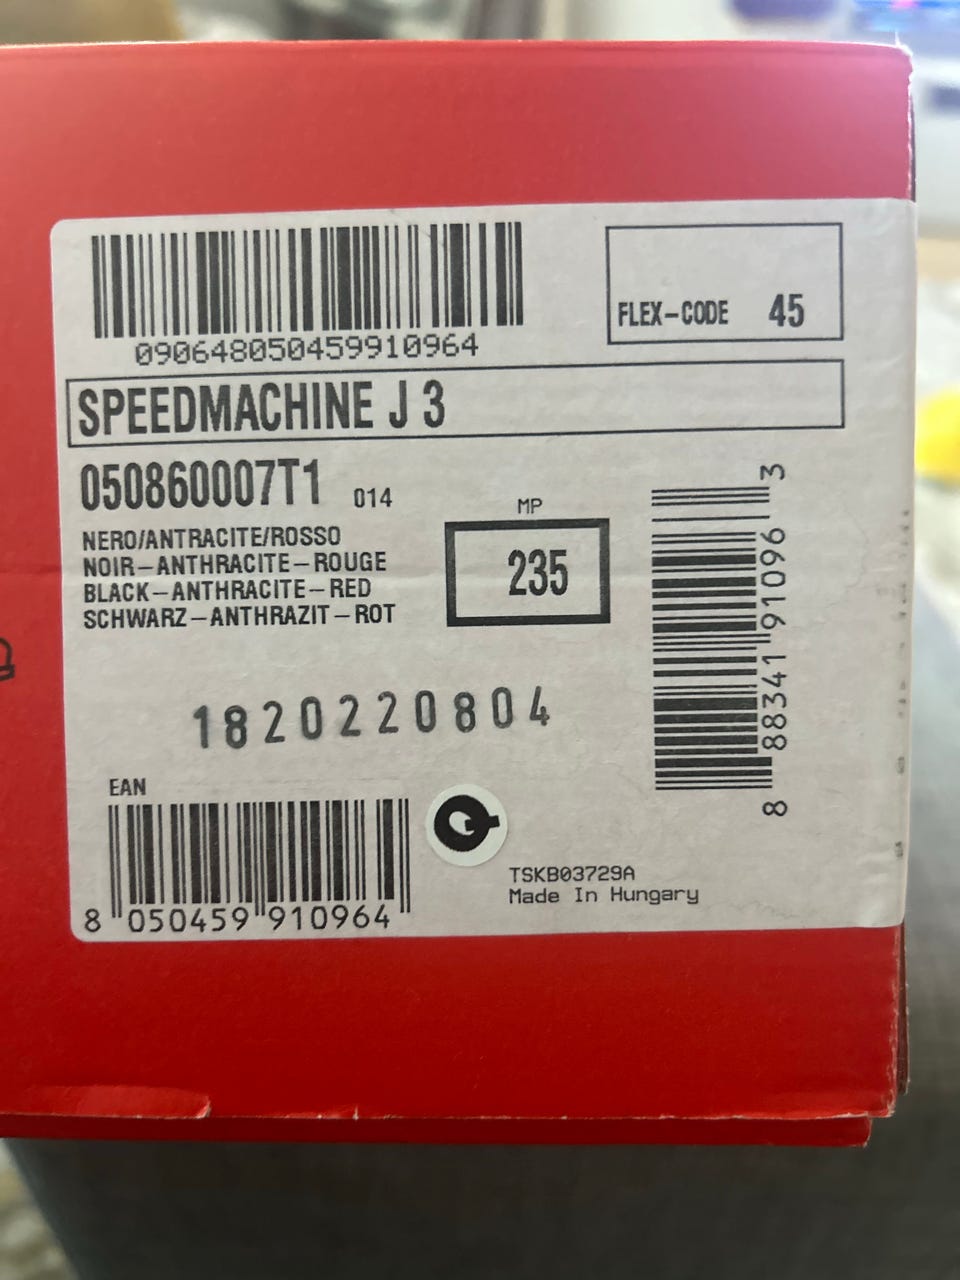 090648050459910964
FLEX-CODE 45
SPEEDMACHINE J 3
050860007T1 014
NERO/ANTRACITE/ROSSO
NOIR-ANTHRACITE-ROUGE
BLACK-ANTHRACITE-RED
SCHWARZ-ANTHRAZIT-ROT
MP
235
8 88341 91096 3
1820220804
EAN
8 050459 910964
TSKB03729A
Made In Hungary